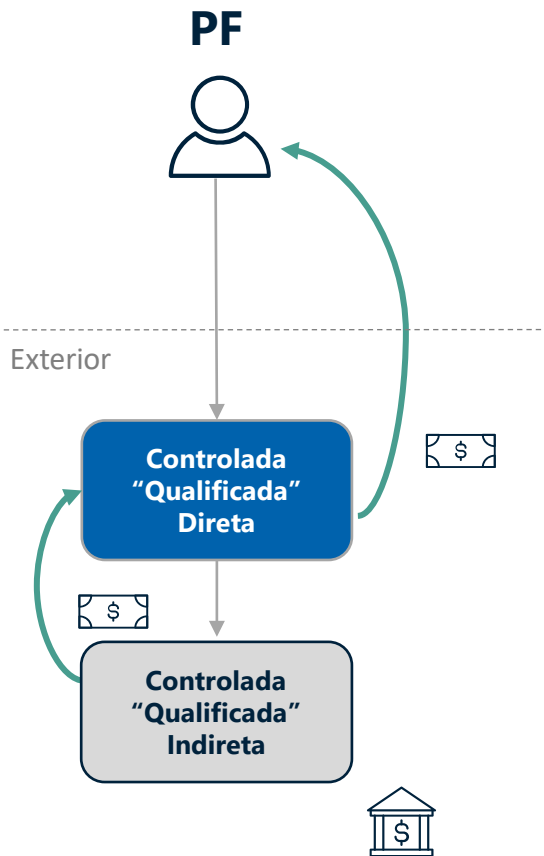 PF
Exterior
Controlada
“Qualificada”
Direta
$
$
Controlada
“Qualificada”
Indireta
$